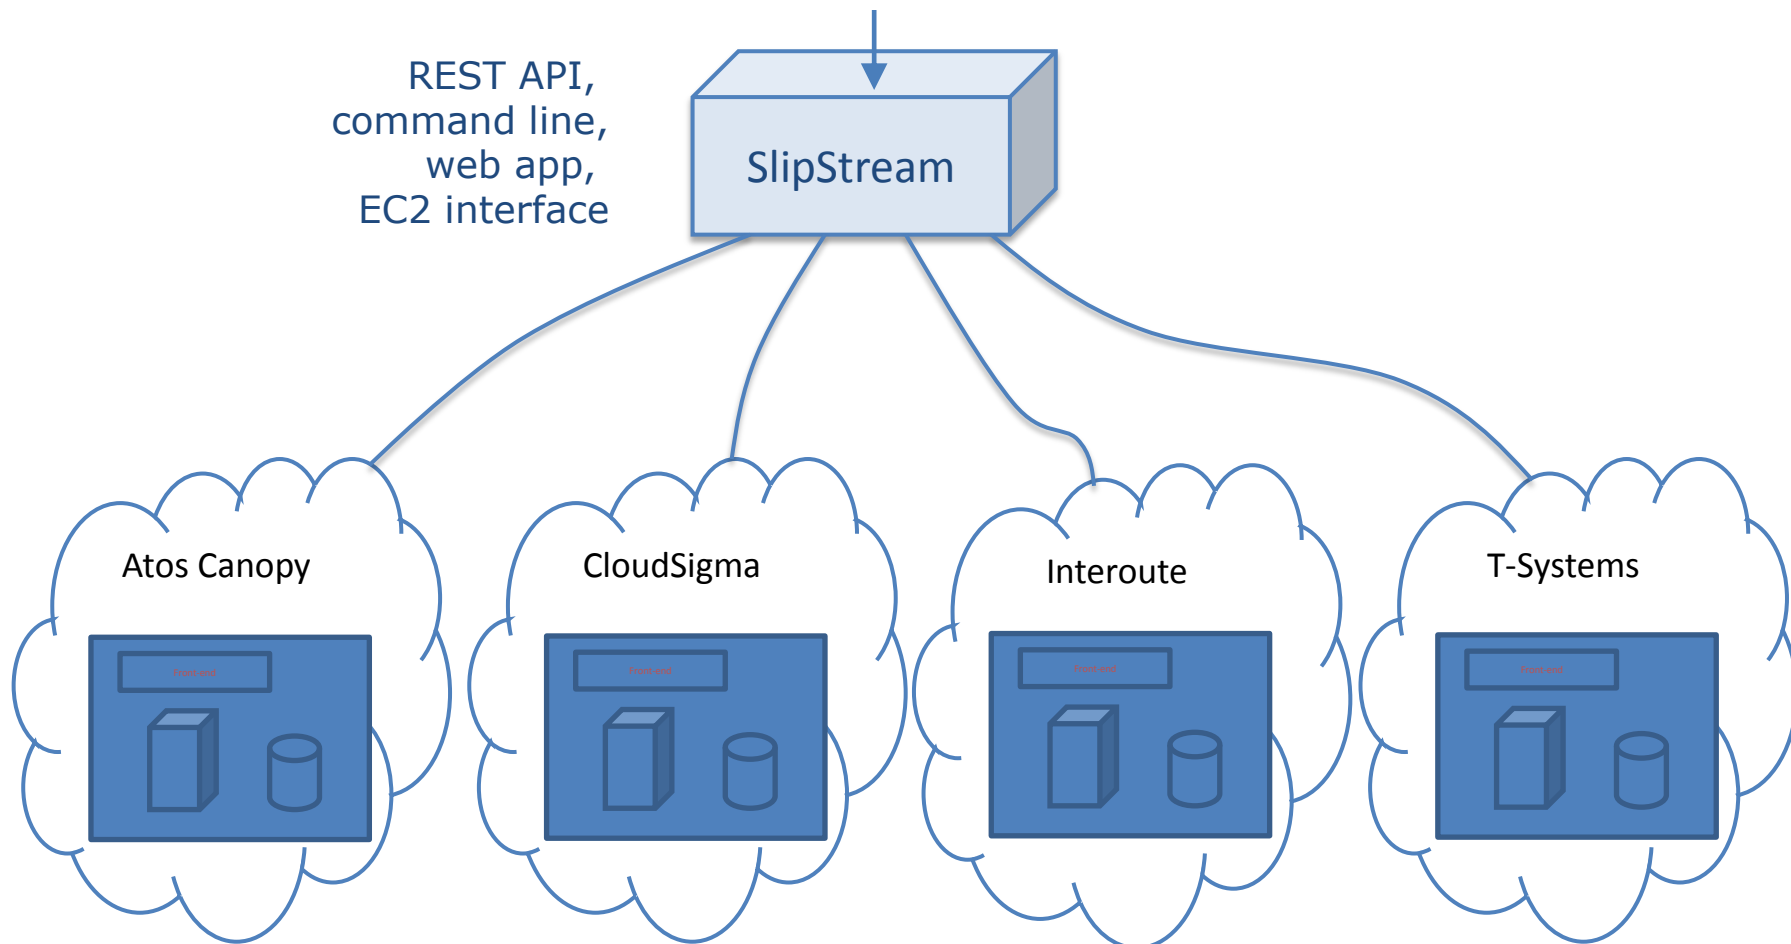 REST API,
command line,
web app,
EC2 interface
SlipStream
Atos Canopy
CloudSigma
Interoute
T-Systems